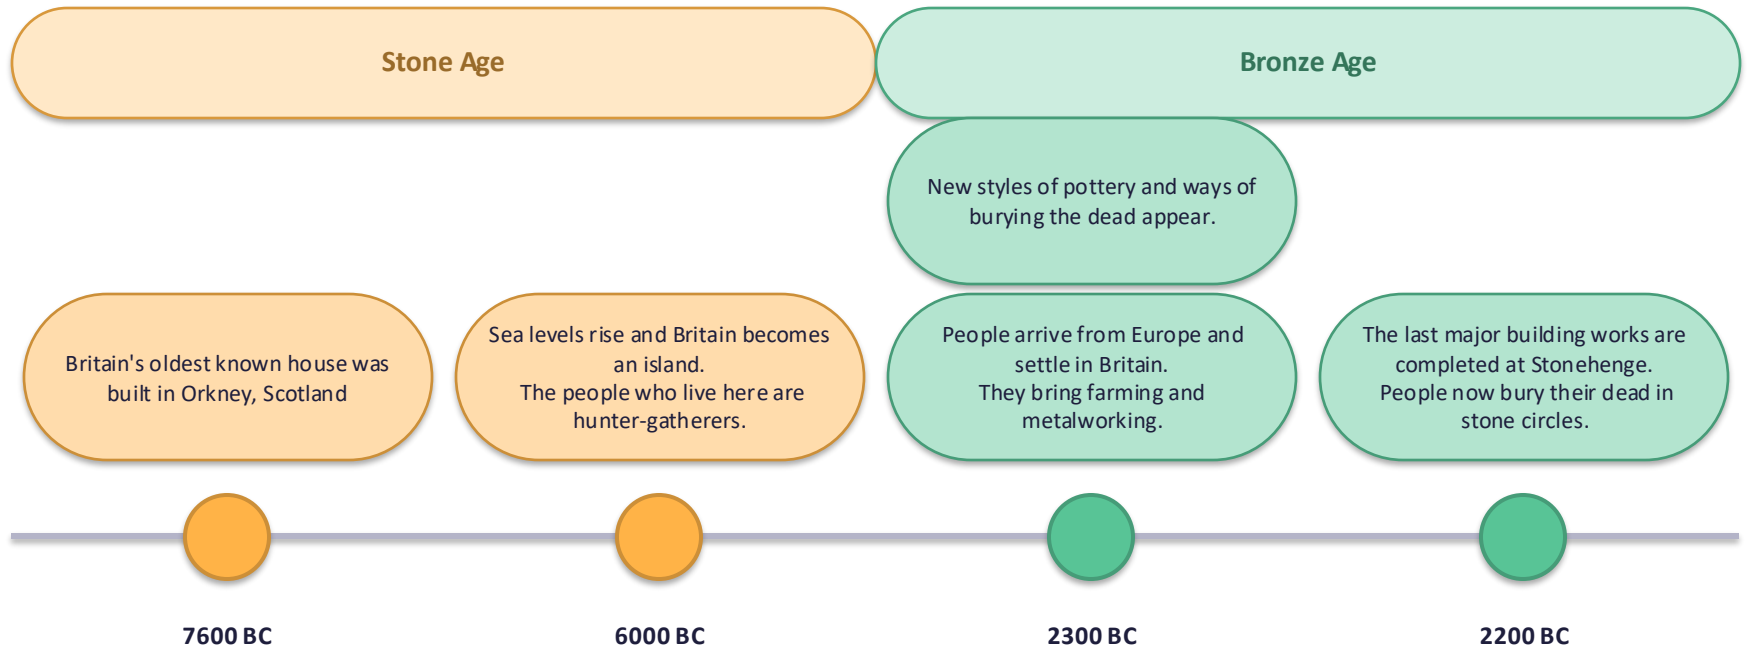 Stone Age
Bronze Age
New styles of pottery and ways of
burying the dead appear.
Britain's oldest known house was
built in Orkney, Scotland
Sea levels rise and Britain becomes
an island.
The people who live here are
hunter-gatherers.
People arrive from Europe and
settle in Britain.
They bring farming and
metalworking.
The last major building works are
completed at Stonehenge.
People now bury their dead in
stone circles.
7600 BC
6000 BC
2300 BC
2200 BC